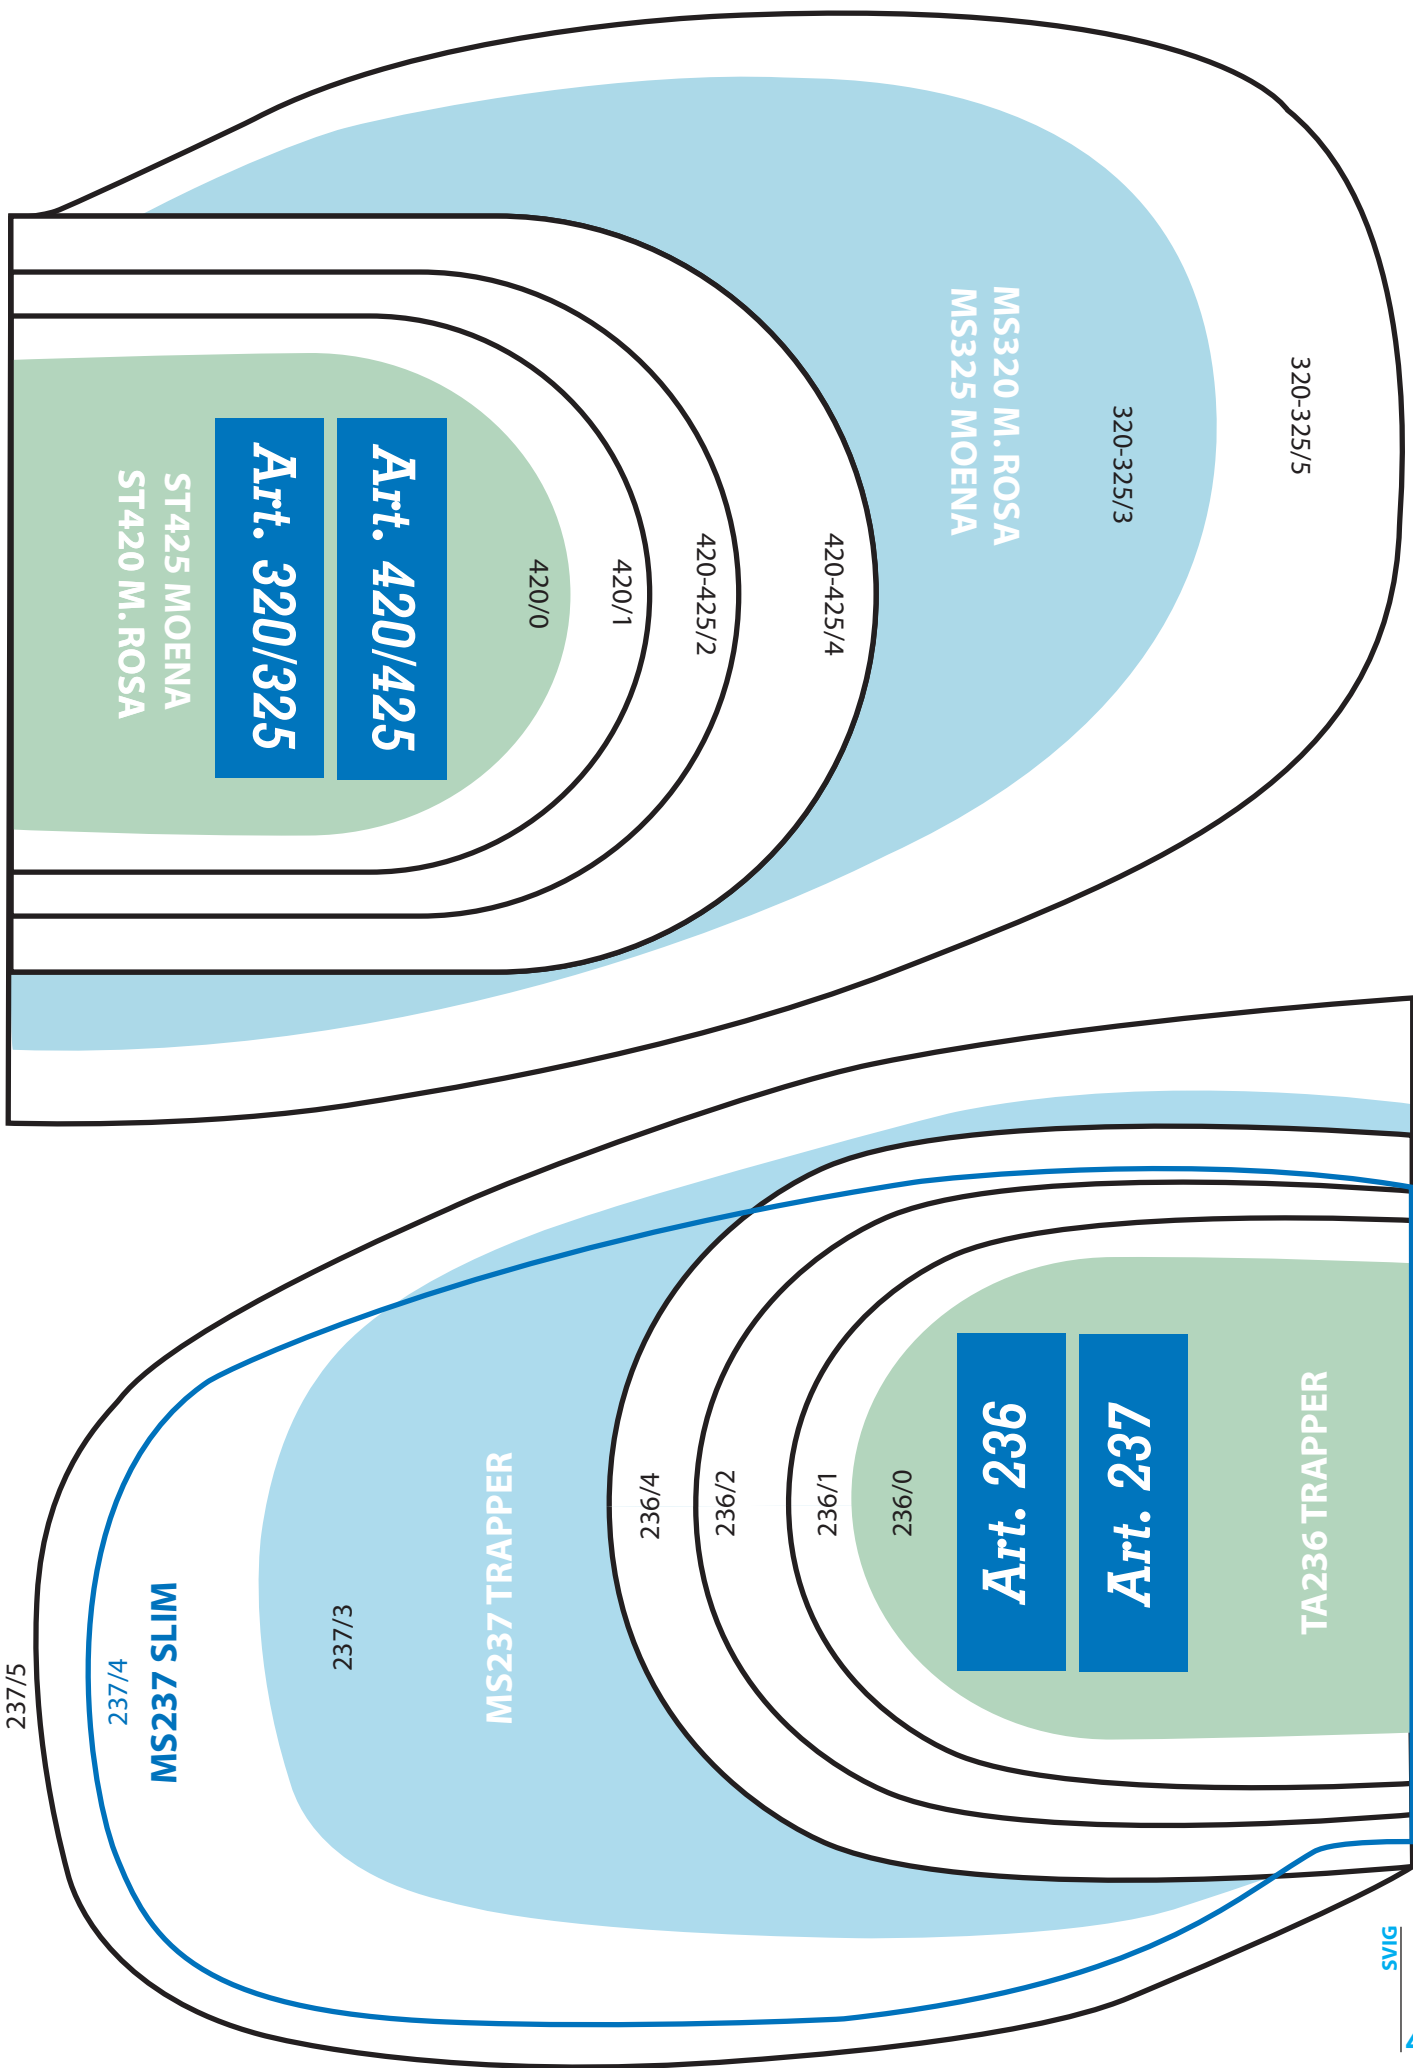 320-325/5
320-325/3
MS320 M. ROSA
MS325 MOENA
420-425/4
420-425/2
420/1
420/0
Art. 420/425
Art. 320/325
ST425 MOENA
ST420 M. ROSA
237/5
237/4
MS237 SLIM
237/3
MS237 TRAPPER
236/4
236/2
236/1
236/0
Art. 236
Art. 237
TA236 TRAPPER
SVIG